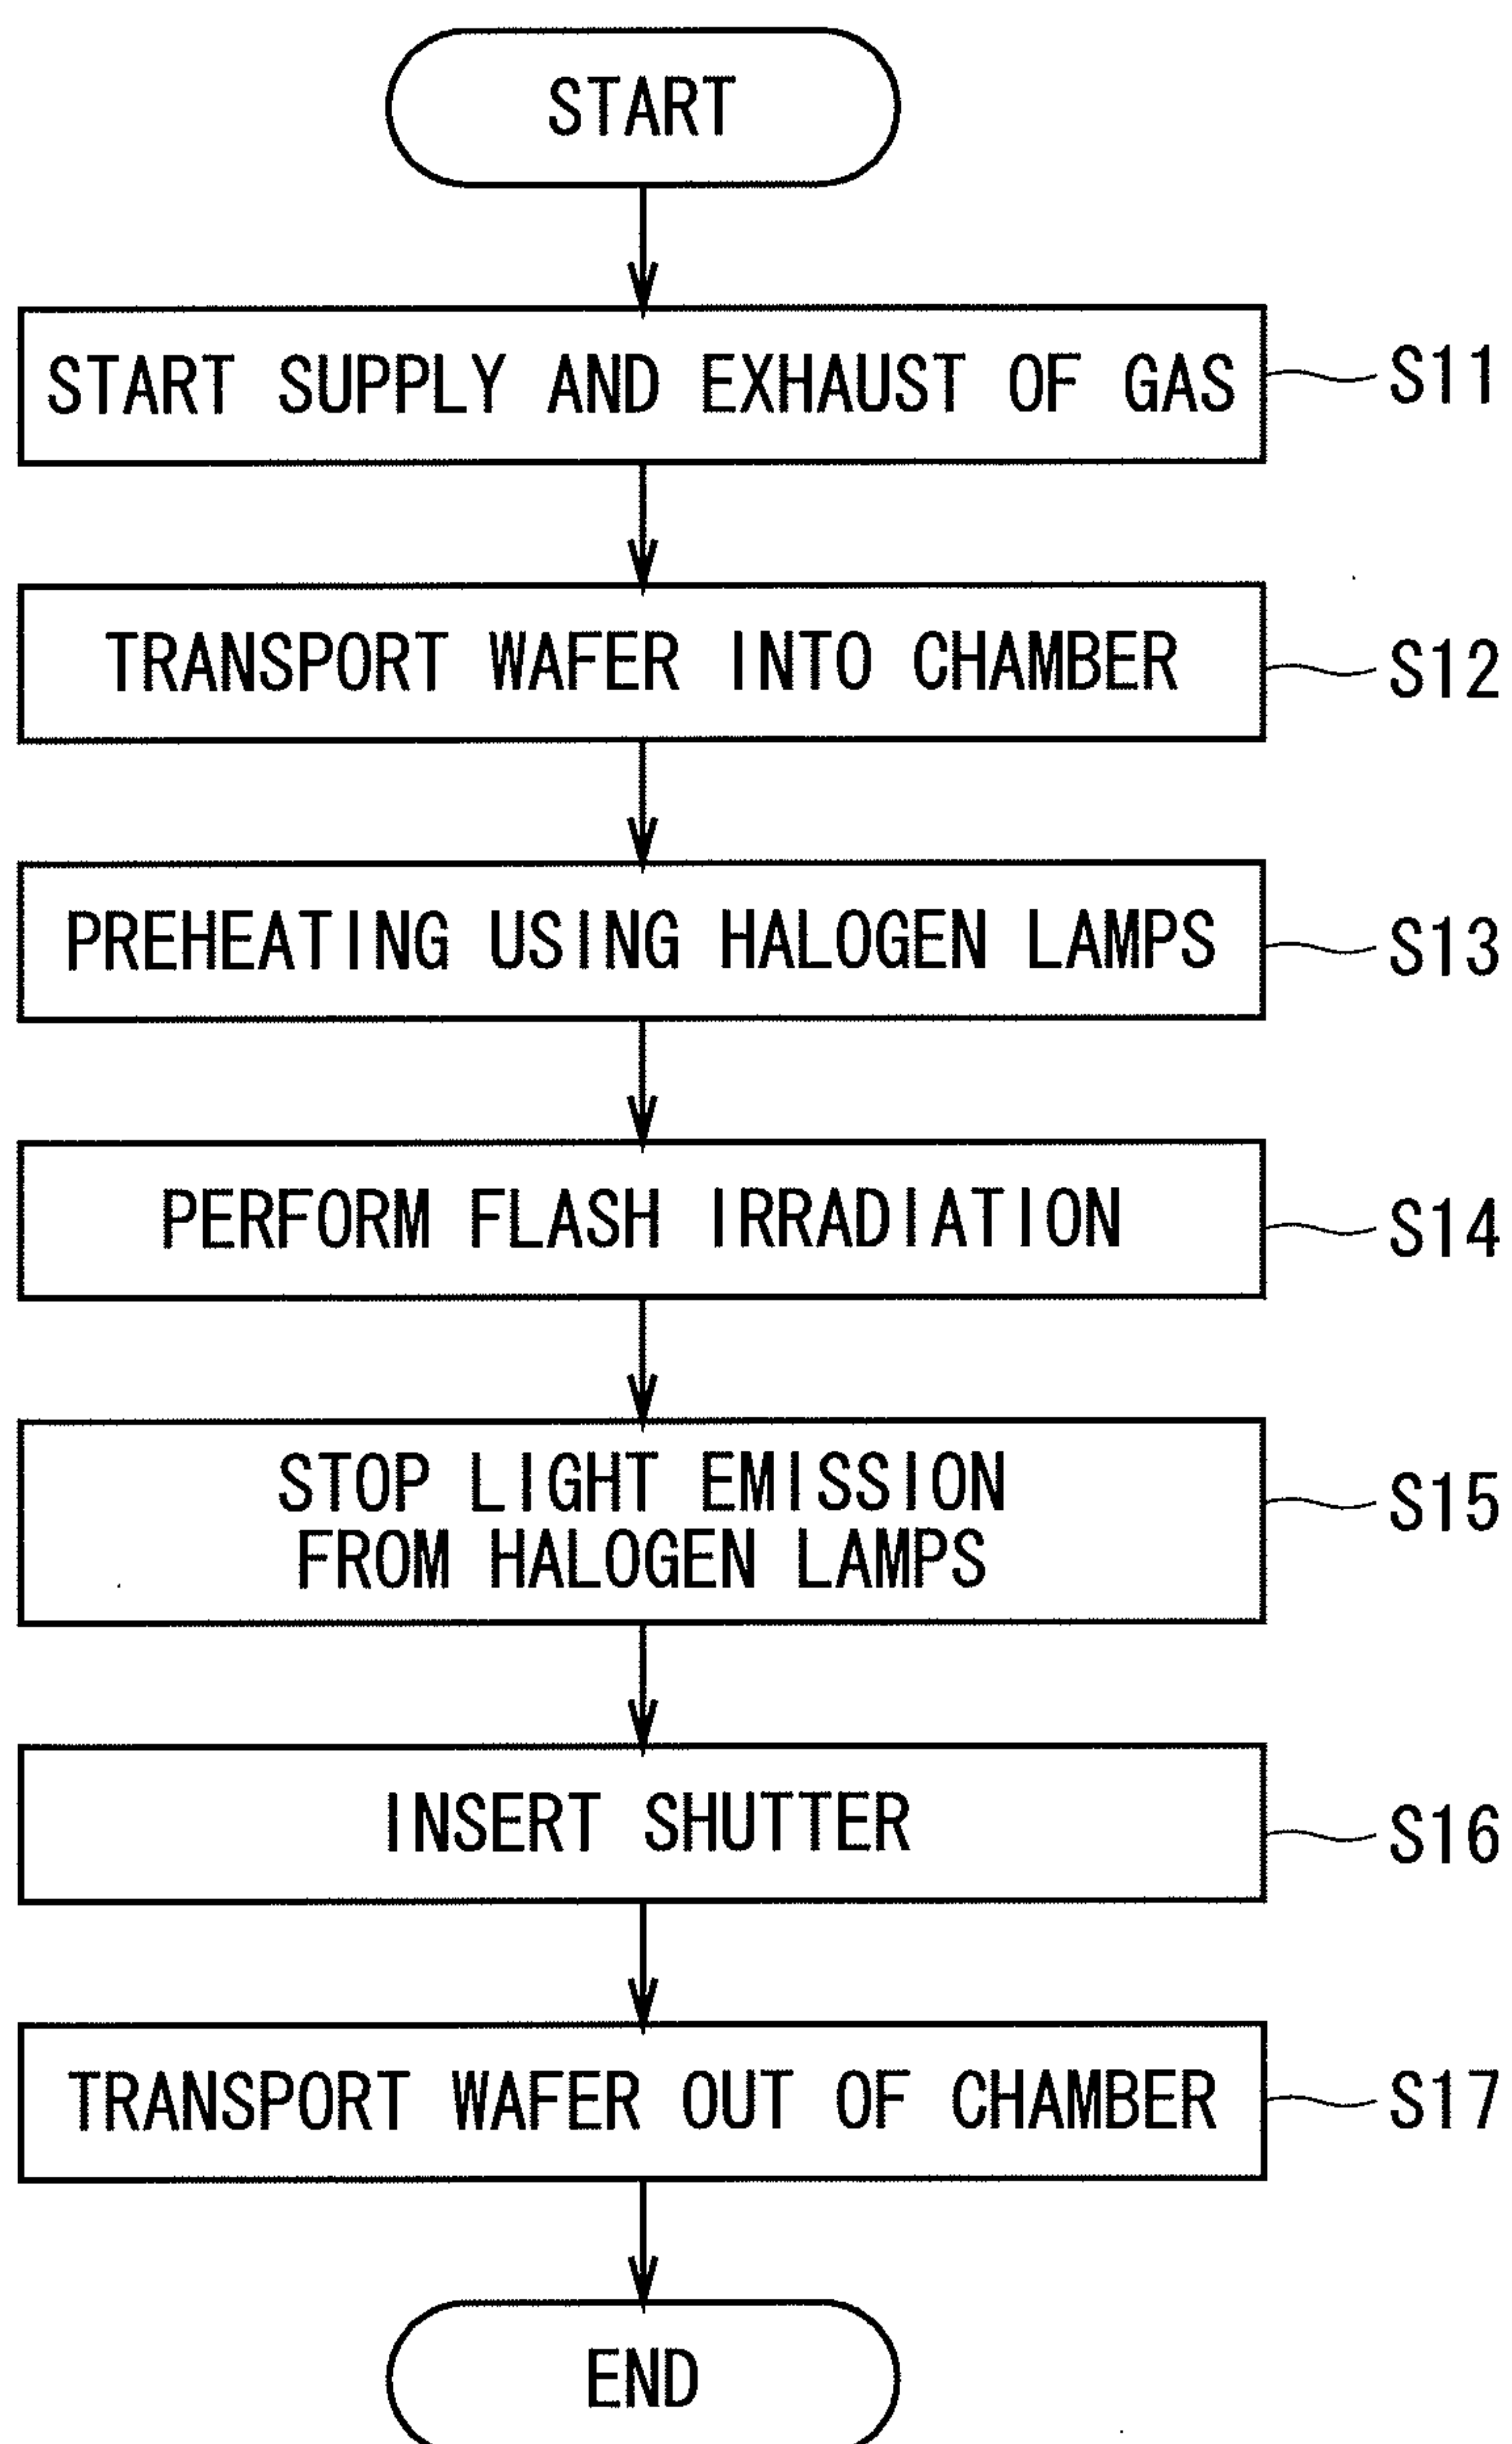 START
START SUPPLY AND EXHAUST OF GAS
S11
TRANSPORT WAFER INTO CHAMBER
S12
PREHEATING USING HALOGEN LAMPS
S13
PERFORM FLASH IRRADIATION
S14
STOP LIGHT EMISSION
FROM HALOGEN LAMPS
S15
INSERT SHUTTER
S16
TRANSPORT WAFER OUT OF CHAMBER
S17
END